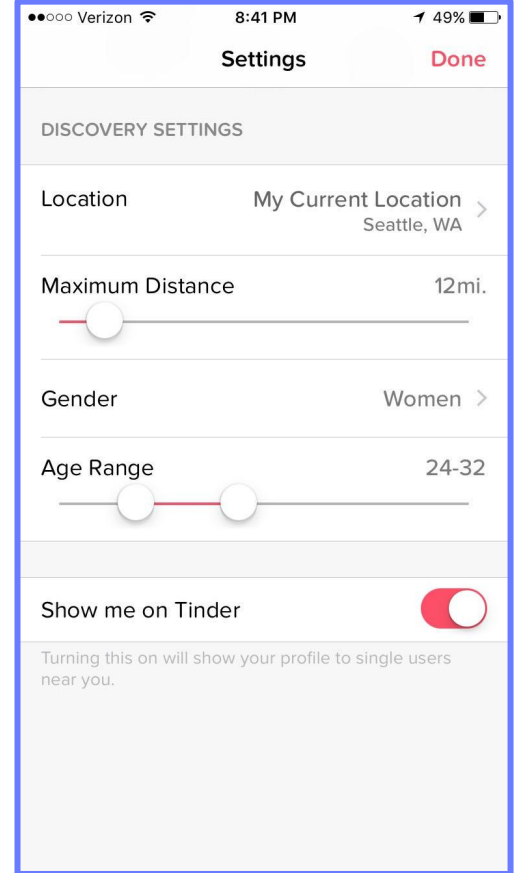 ●●○○○ Verizon 8:41 PM 49%
Settings Done
DISCOVERY SETTINGS
Location My Current Location
Seattle, WA
Maximum Distance 12mi.
Gender Women
Age Range 24-32
Show me on Tinder
Turning this on will show your profile to single users
near you.